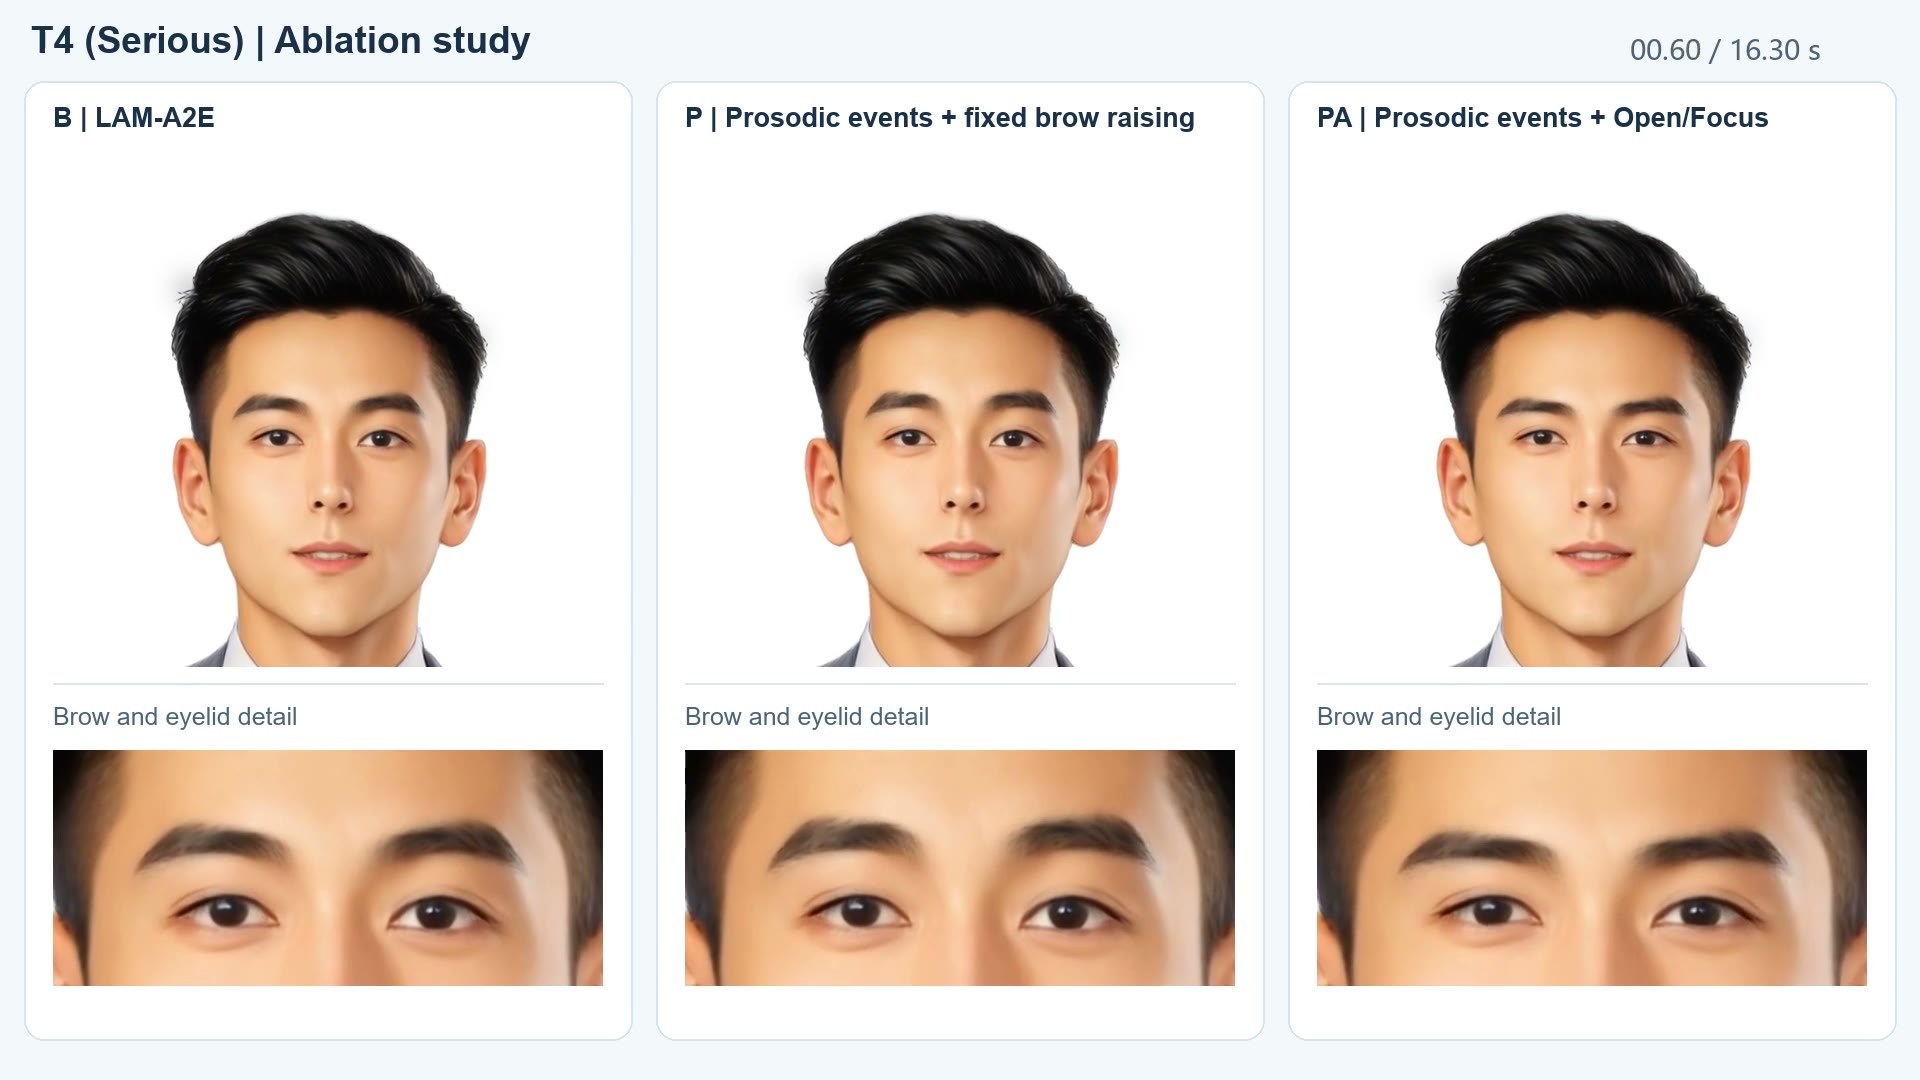 T4 (Serious) | Ablation study
00.60 / 16.30 s
B | LAM-A2E
P | Prosodic events + fixed brow raising
PA | Prosodic events + Open/Focus
Brow and eyelid detail
Brow and eyelid detail
Brow and eyelid detail